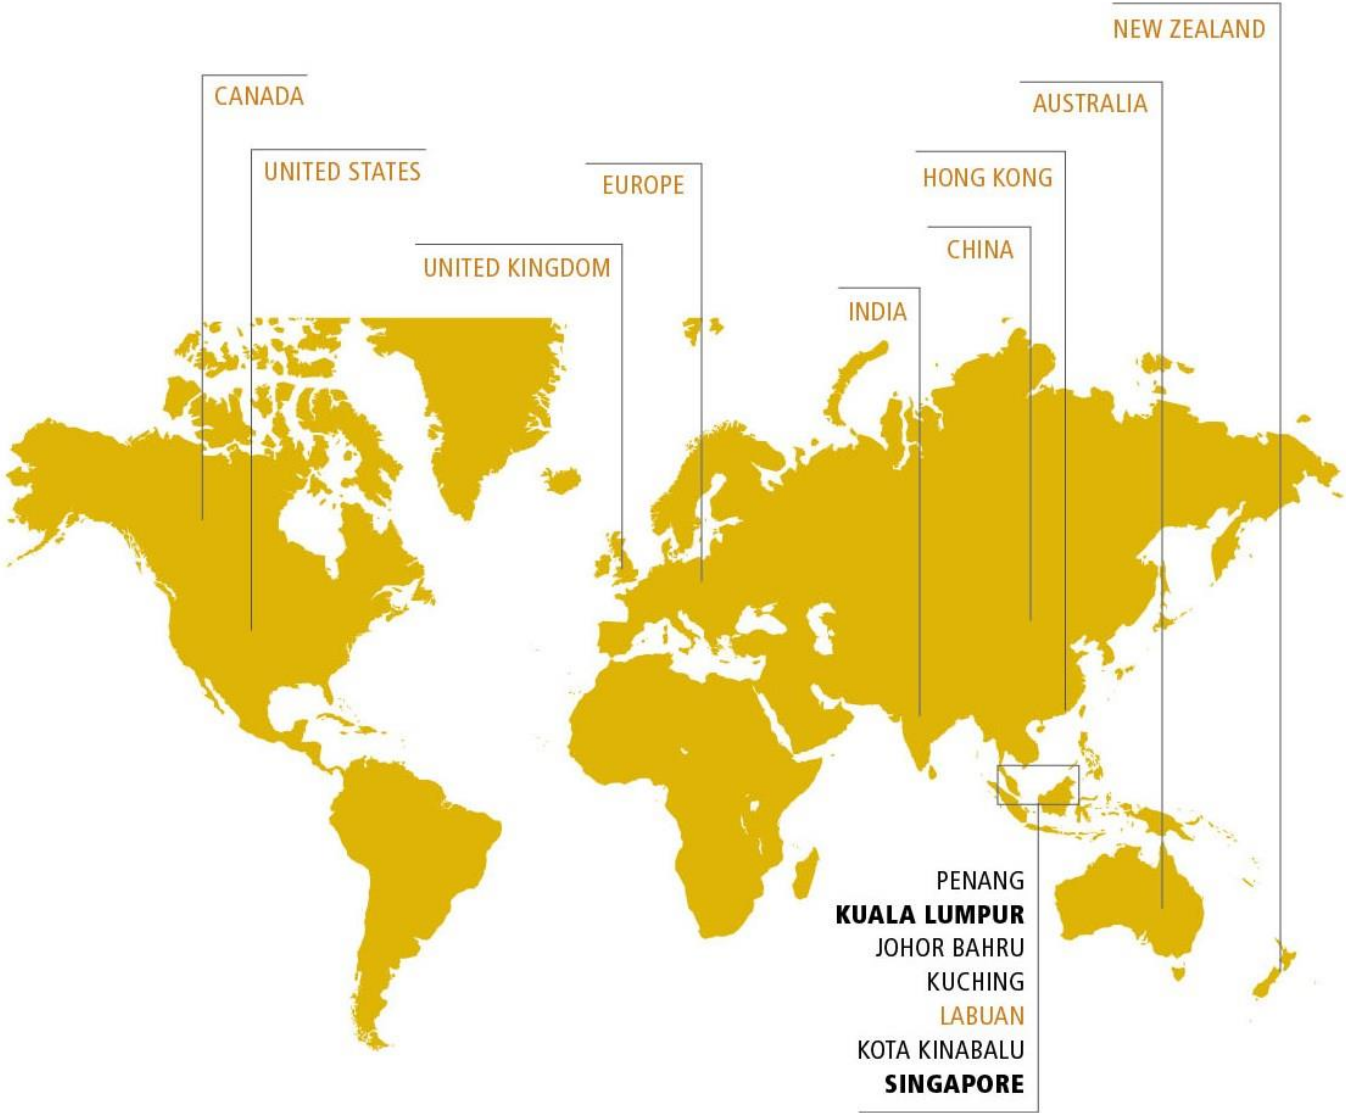 NEW ZEALAND
CANADA
AUSTRALIA
UNITED STATES
EUROPE
HONG KONG
UNITED KINGDOM
CHINA
INDIA
PENANG
KUALA LUMPUR
JOHOR BAHRU
KUCHING
LABUAN
KOTA KINABALU
SINGAPORE